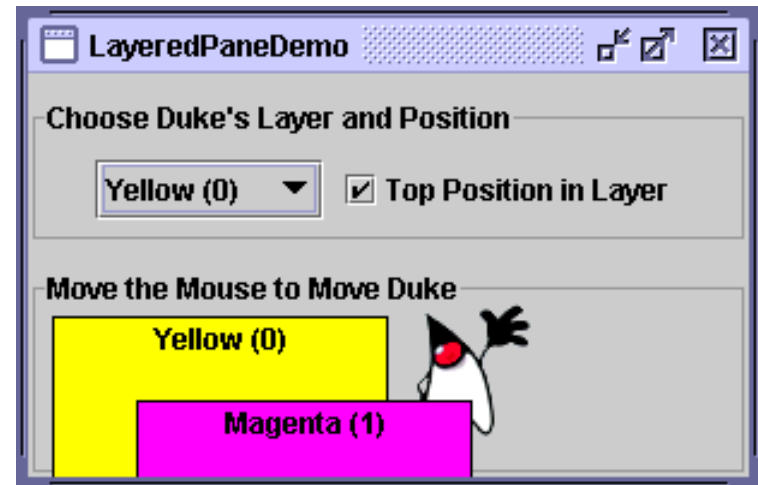 LayeredPaneDemo
Choose Duke's Layer and Position
Yellow (0) Top Position in Layer
Move the Mouse to Move Duke
Yellow (0)
Magenta (1)